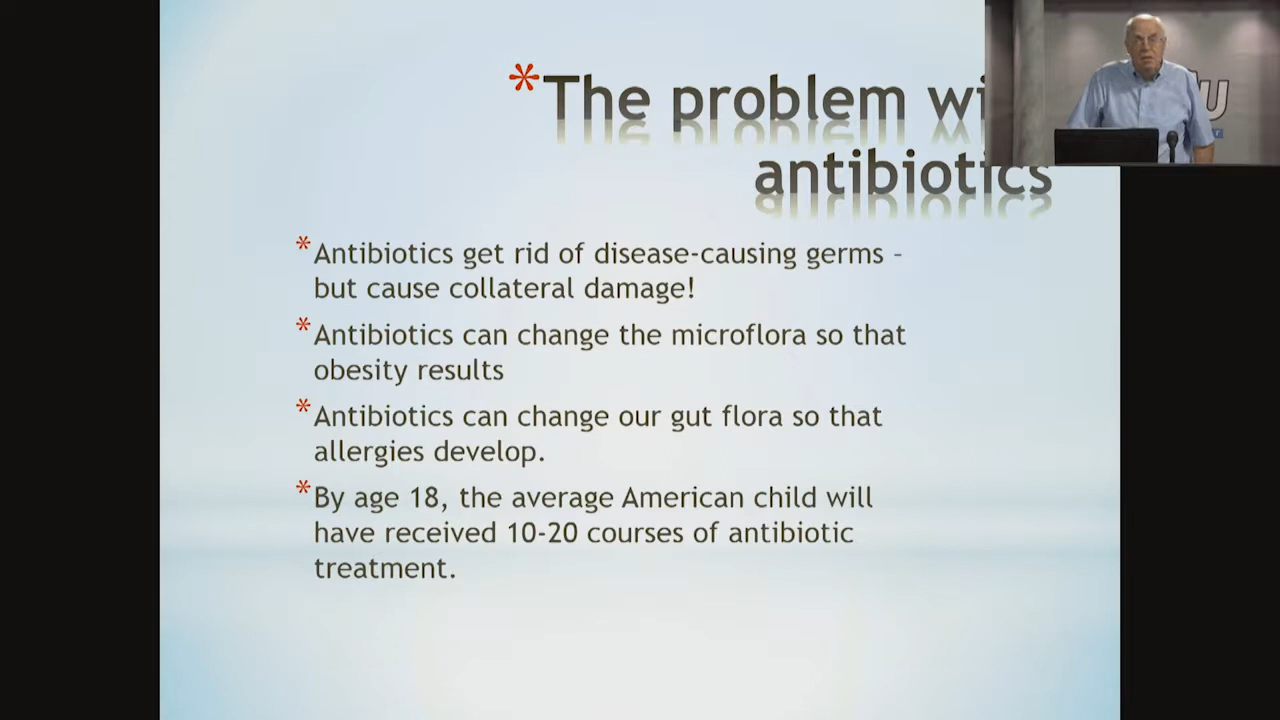 *The problem
antibiotics
*Antibiotics get rid of disease-causing germs –
but cause collateral damage!
*Antibiotics can change the microflora so that
obesity results
*Antibiotics can change our gut flora so that
allergies develop.
*By age 18, the average American child will
have received 10-20 courses of antibiotic
treatment.